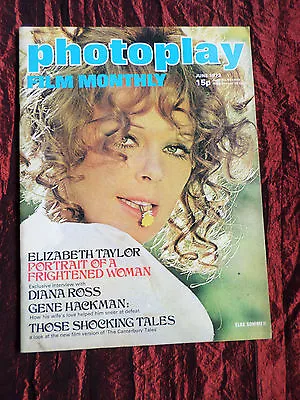 photoplay
FILM MONTHLY
JUNE 1973
15p
ELIZABETH TAYLOR
PORTRAIT OF A
FRIGHTENED WOMAN
Exclusive interview with
DIANA ROSS
GENE HACKMAN:
How his wife's love helped him sneer at defeat
THOSE SHOCKING TALES
a look at the new film version of 'The Canterbury Tales'
ELKE SOMMER